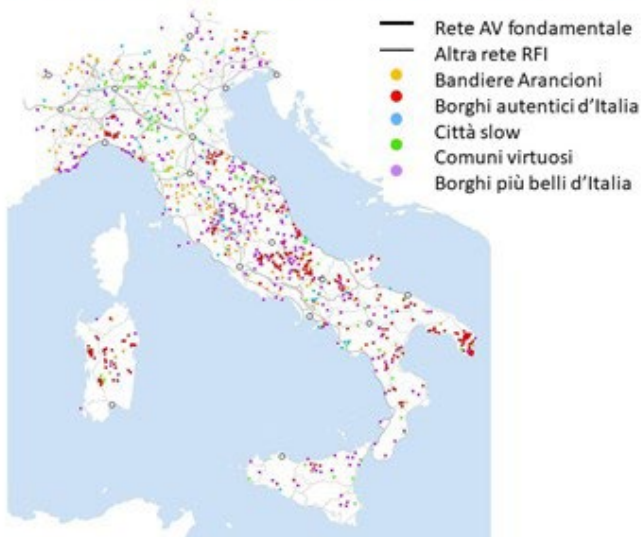 Rete AV fondamentale
Altra rete RFI
Bandiere Arancioni
Borghi autentici d'Italia
Città slow
Comuni virtuosi
Borghi più belli d'Italia